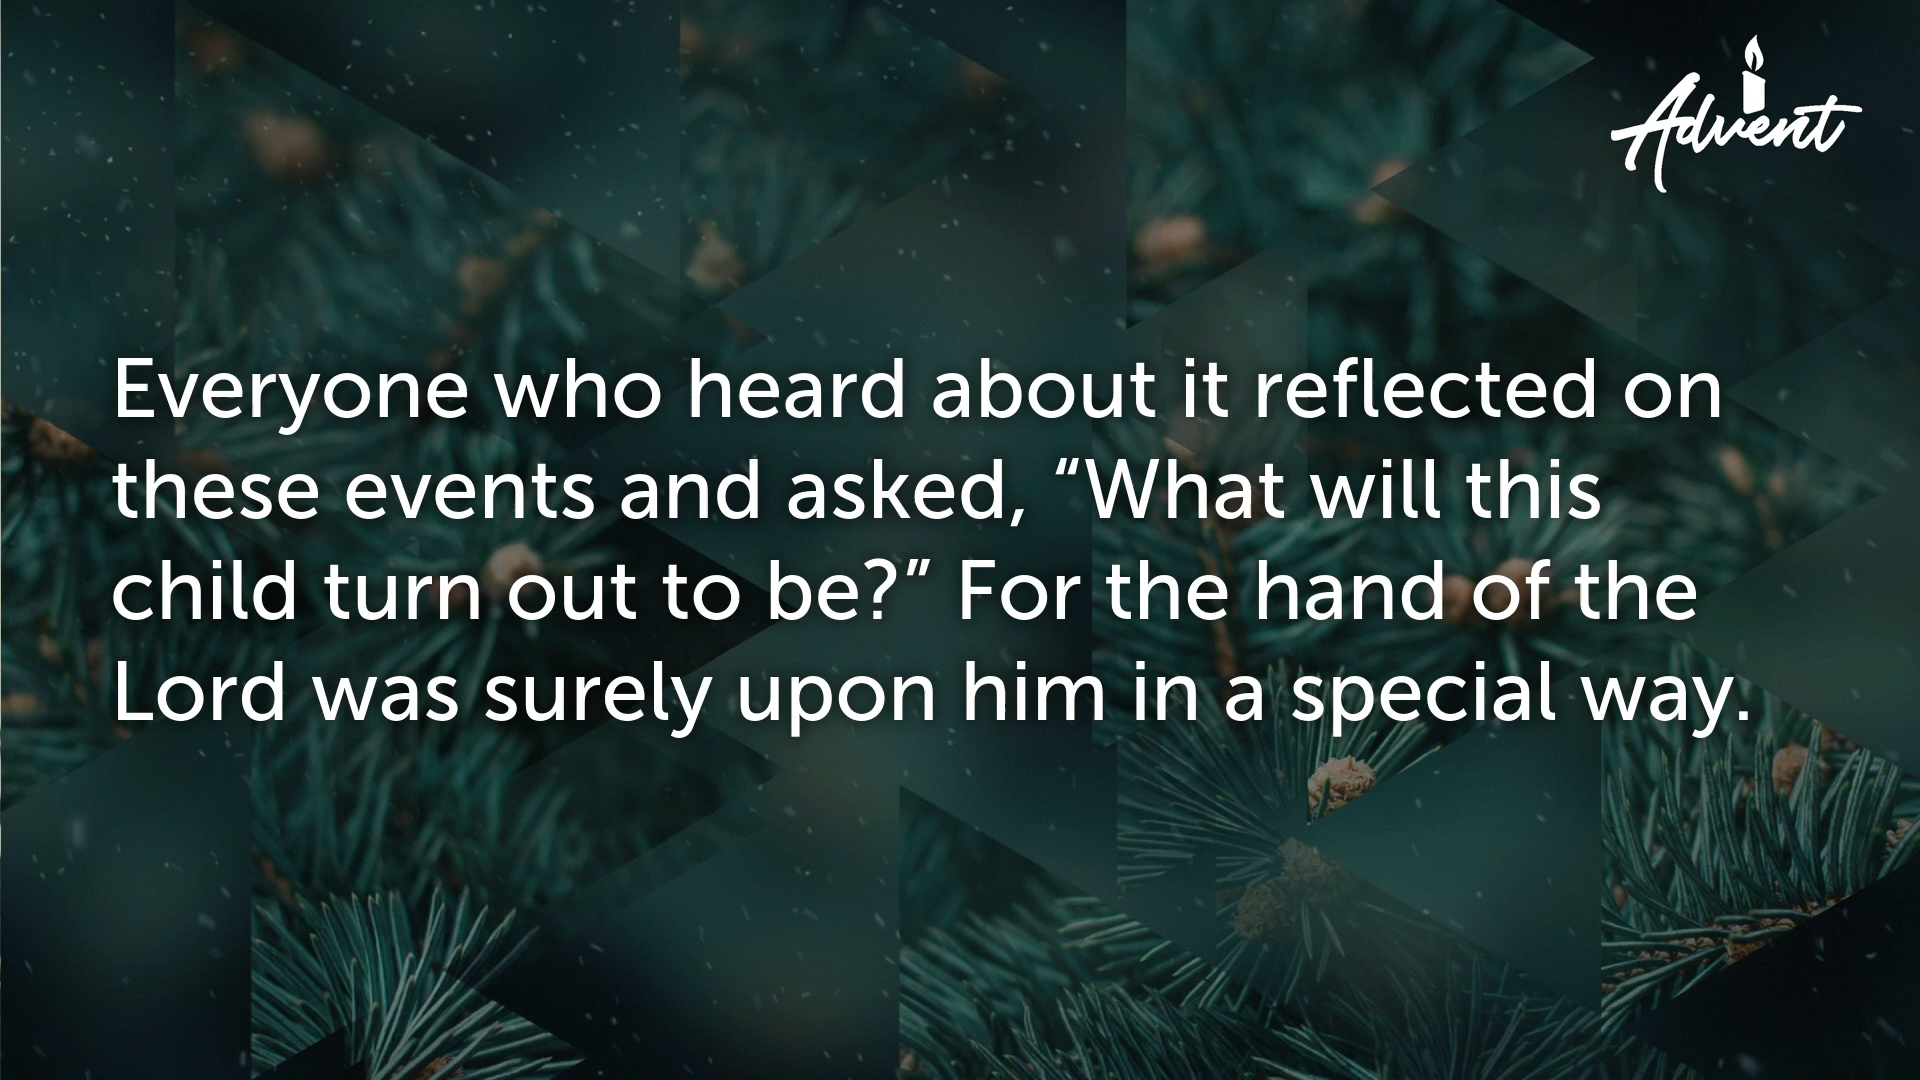 Advent
Everyone who heard about it reflected on
these events and asked, “What will this
child turn out to be?” For the hand of the
Lord was surely upon him in a special way.